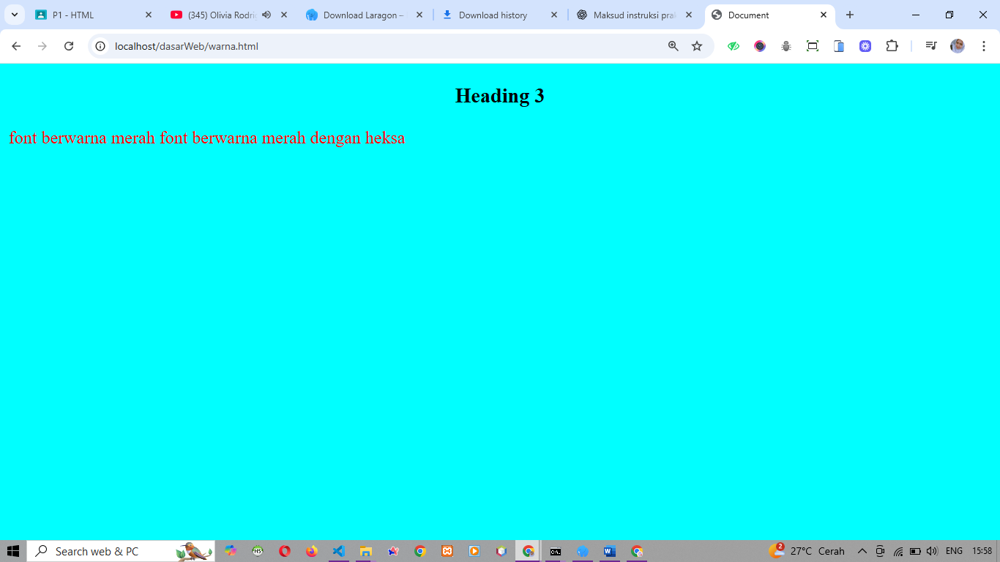 P1 - HTML
(345) Olivia Rodri
Download Laragon –
Download history
Maksud instruksi pra
Document
localhost/dasarWeb/warna.html
Heading 3
font berwarna merah font berwarna merah dengan heksa
Search web & PC
HS
C:\.
W
2
27°C Cerah
ENG
15:58